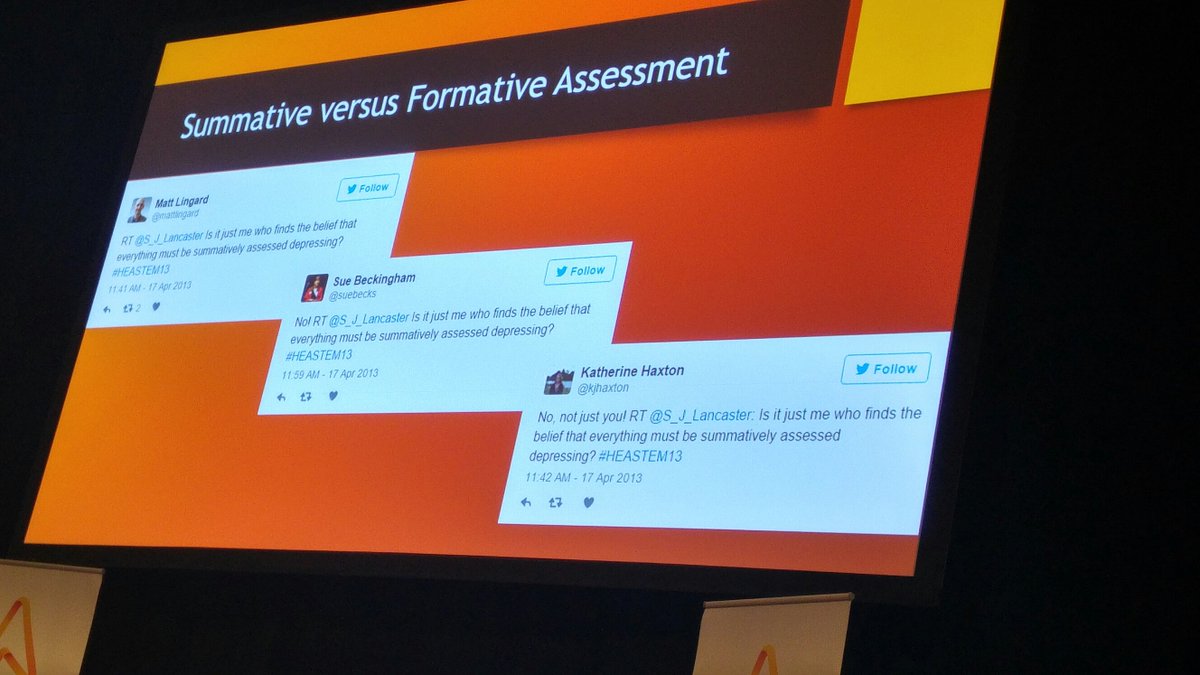 Summative versus Formative Assessment
Matt Lingard
@mattlingard
Follow
RT @S_J_Lancaster Is it just me who finds the belief that
everything must be summatively assessed depressing?
#HEASTEM13
11:41 AM - 17 Apr 2013
2
Sue Beckingham
@suebecks
Follow
No! RT @S_J_Lancaster Is it just me who finds the belief that
everything must be summatively assessed depressing?
#HEASTEM13
11:59 AM - 17 Apr 2013
Katherine Haxton
@kjhaxton
Follow
No, not just you! RT @S_J_Lancaster: Is it just me who finds the
belief that everything must be summatively assessed
depressing? #HEASTEM13
11:42 AM - 17 Apr 2013